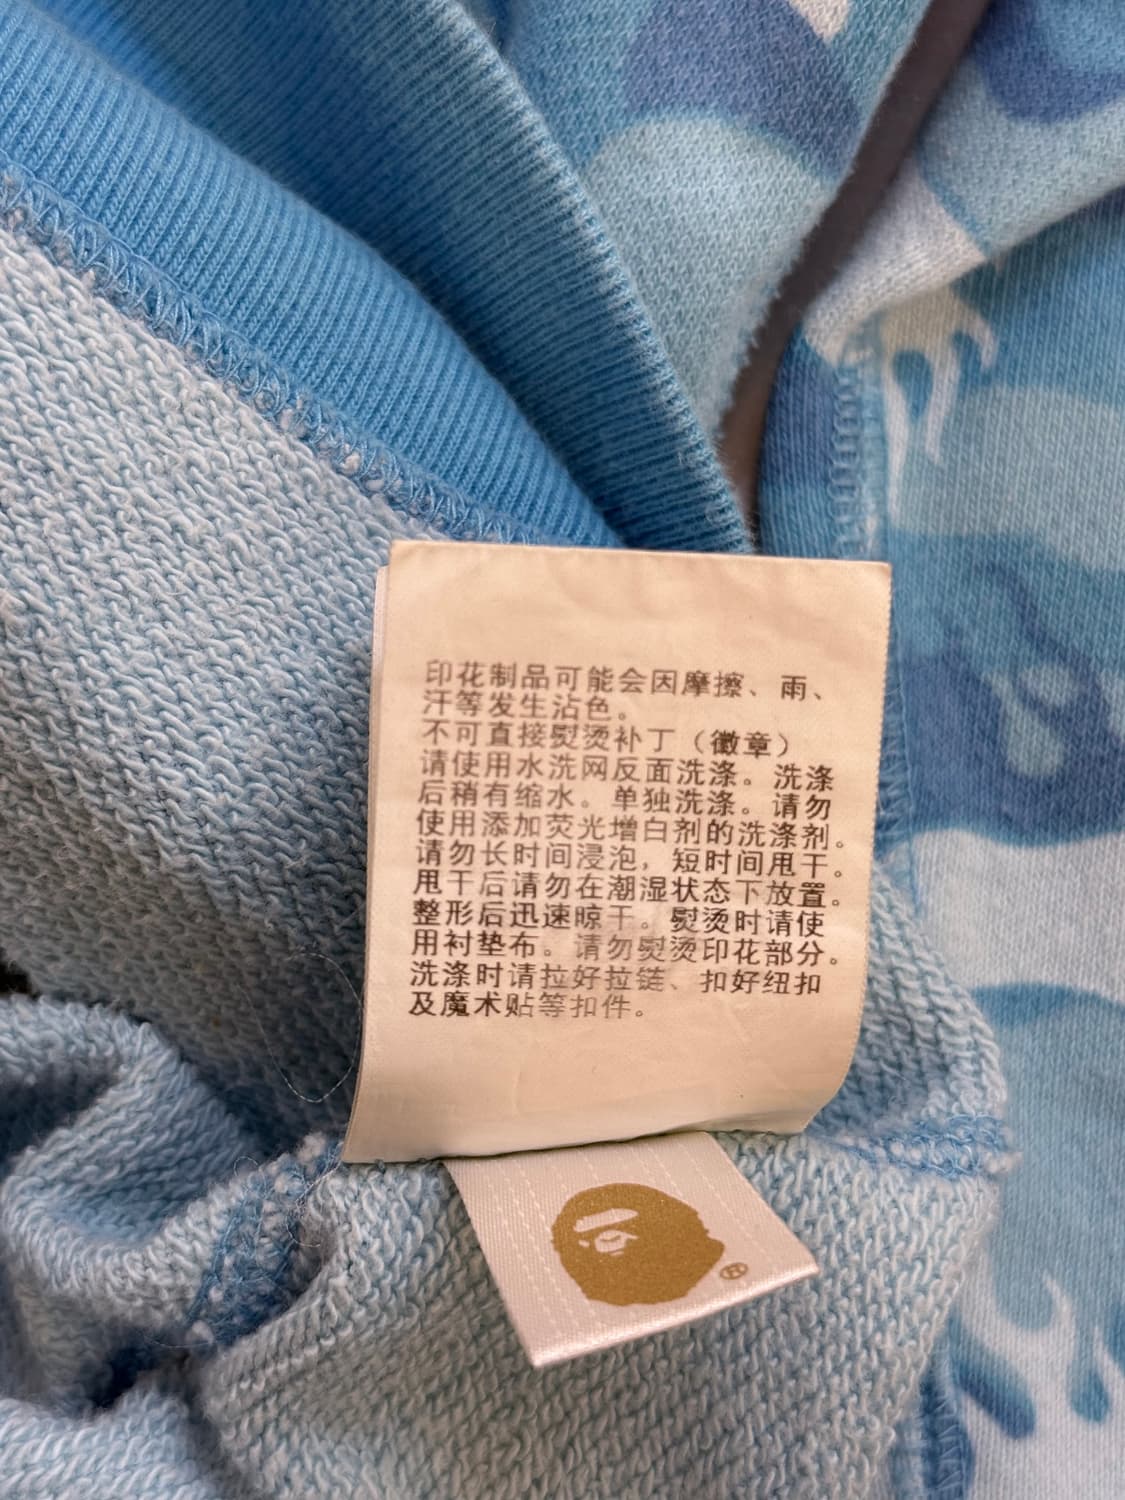 印花制品可能会因摩擦、雨、
汗等发生沾色。
不可直接熨烫补丁（徽章）
请使用水洗网反面洗涤。洗涤
后稍有缩水。单独洗涤。请勿
使用添加荧光增白剂的洗涤剂。
请勿长时间浸泡，短时间甩干。
甩干后请勿在潮湿状态下放置。
整形后迅速晾干。熨烫时请使
用衬垫布。请勿熨烫印花部分。
洗涤时请拉好拉链、扣好纽扣
及魔术贴等扣件。
®